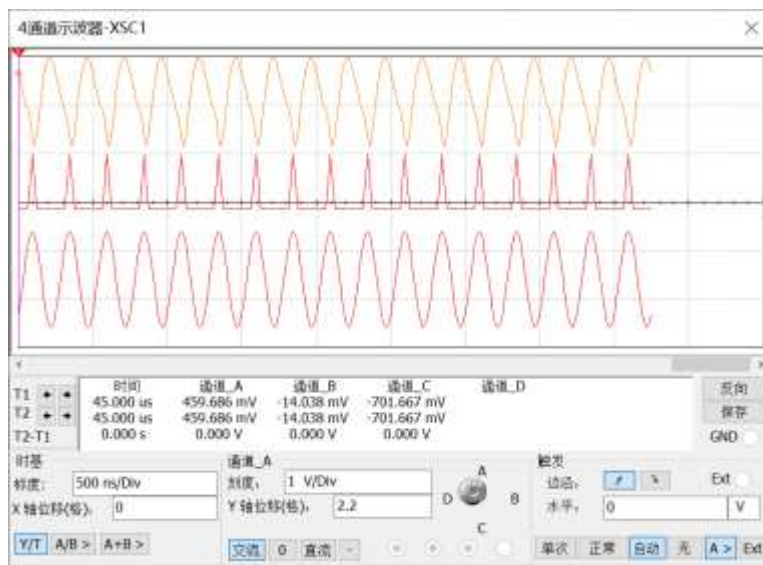 4通道示波器-XSC1
时间 通道_A 通道_B 通道_C 通道_D
T1 45.000 us 459.686 mV -14.038 mV -701.667 mV
T2 45.000 us 459.686 mV -14.038 mV -701.667 mV
T2-T1 0.000 s 0.000 V 0.000 V 0.000 V
反向
保存
GND
时基
标度: 500 ns/Div
X 轴位移(格): 0
Y/T A/B > A+B >
通道_A
刻度: 1 V/Div
Y 轴位移(格): 2.2
交流 0 直流 -
A
D B
C
触发
边沿: Ext
水平: 0 V
单次 正常 自动 无 A > Ext